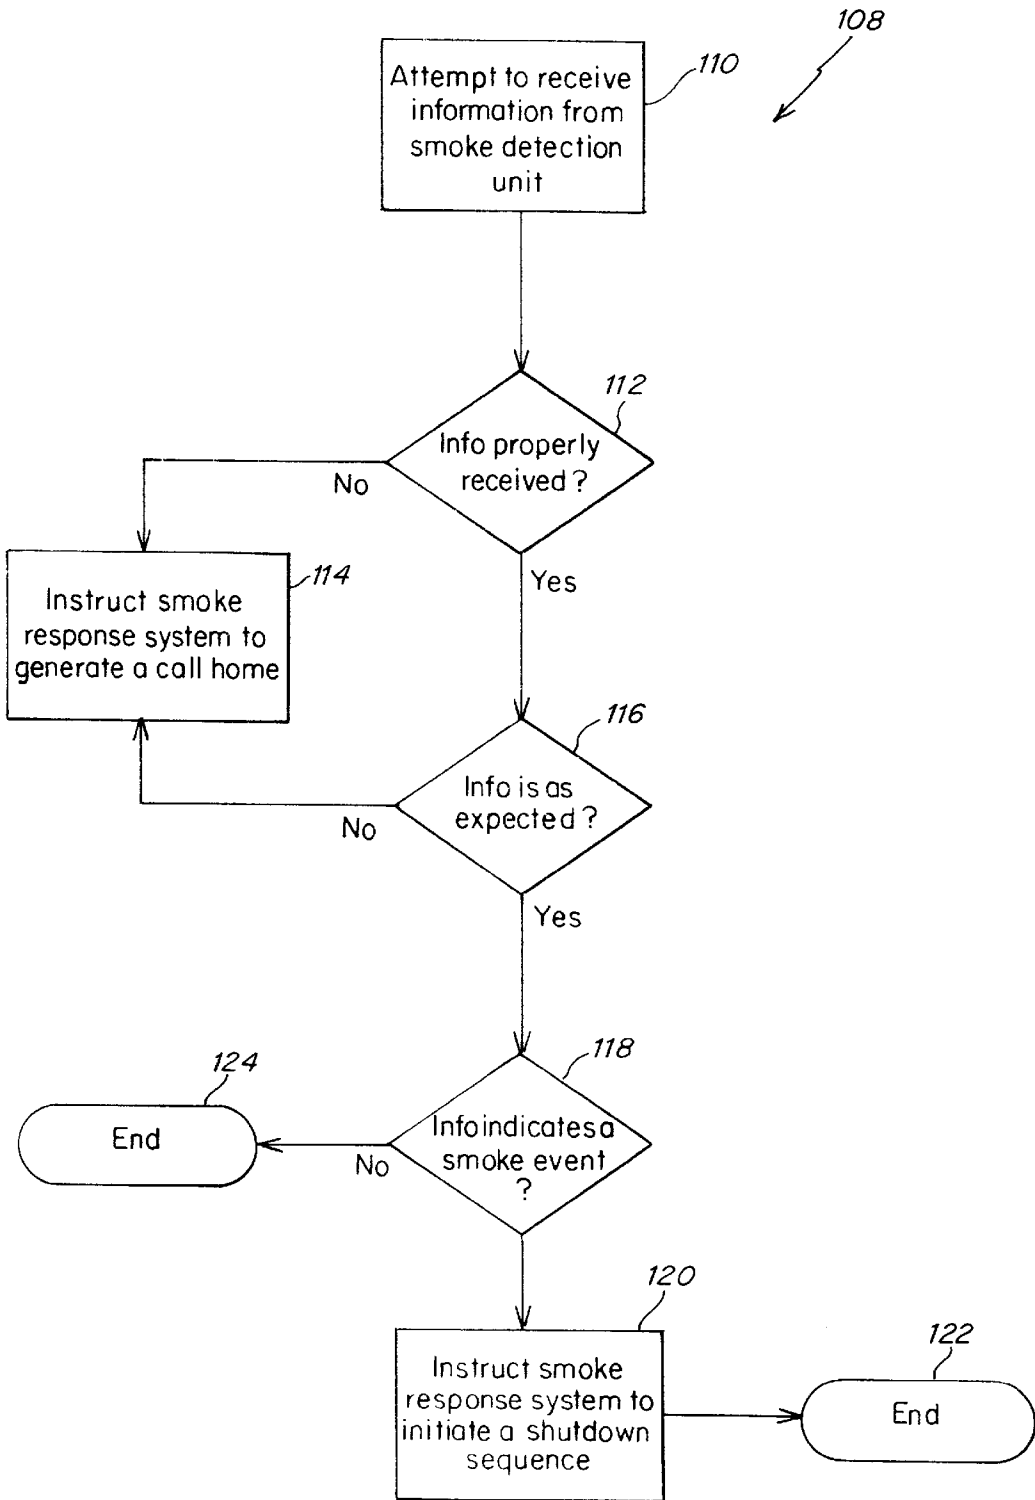 108
110
Attempt to receive
information from
smoke detection
unit
112
Info properly
received ?
No
Yes
114
Instruct smoke
response system to
generate a call home
116
Info is as
expected ?
No
Yes
118
124
Info indicates a
smoke event
?
End
No
120
Instruct smoke
response system to
initiate a shutdown
sequence
122
End